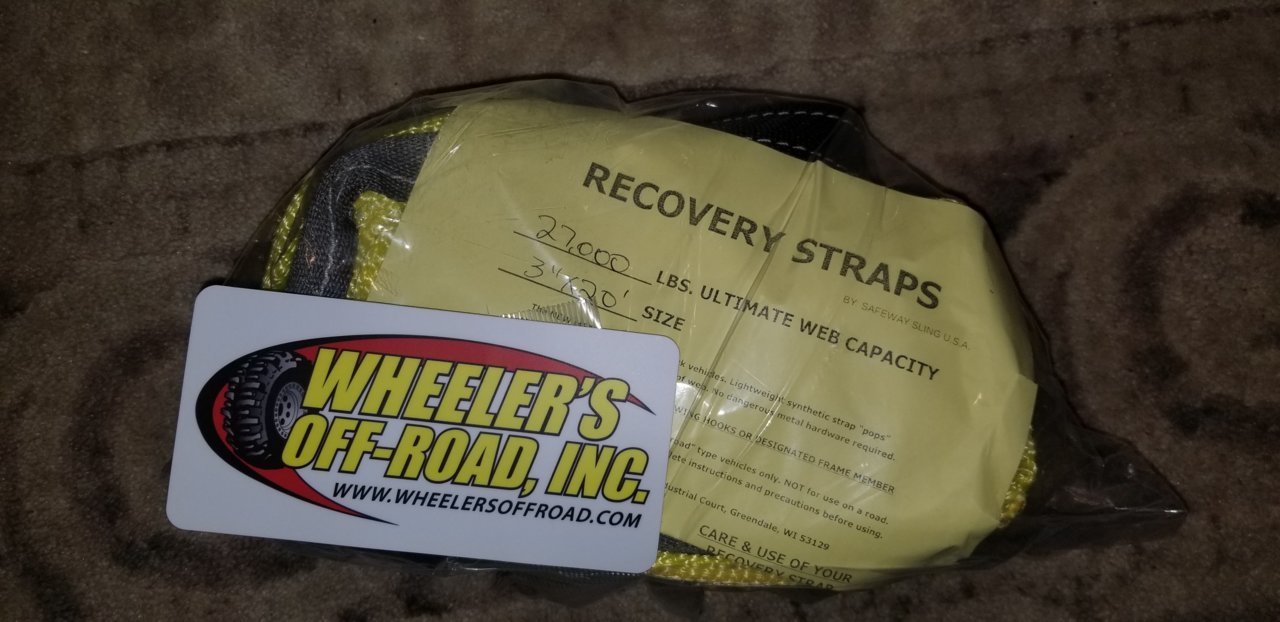 RECOVERY STRAPS
BY: SAFEWAY SLING U.S.A.
27,000 LBS. ULTIMATE WEB CAPACITY
3"X20' SIZE
vehicles. Lightweight synthetic strap "pops"
of web. No dangerous metal hardware required.
HOOKS OR DESIGNATED FRAME MEMBER
road" type vehicles only. NOT for use on a road.
instructions and precautions before using.
Court, Greendale, WI 53129
CARE & USE OF YOUR
RECOVERY STRAP
WHEELER'S
OFF-ROAD, INC.
WWW.WHEELERSOFFROAD.COM